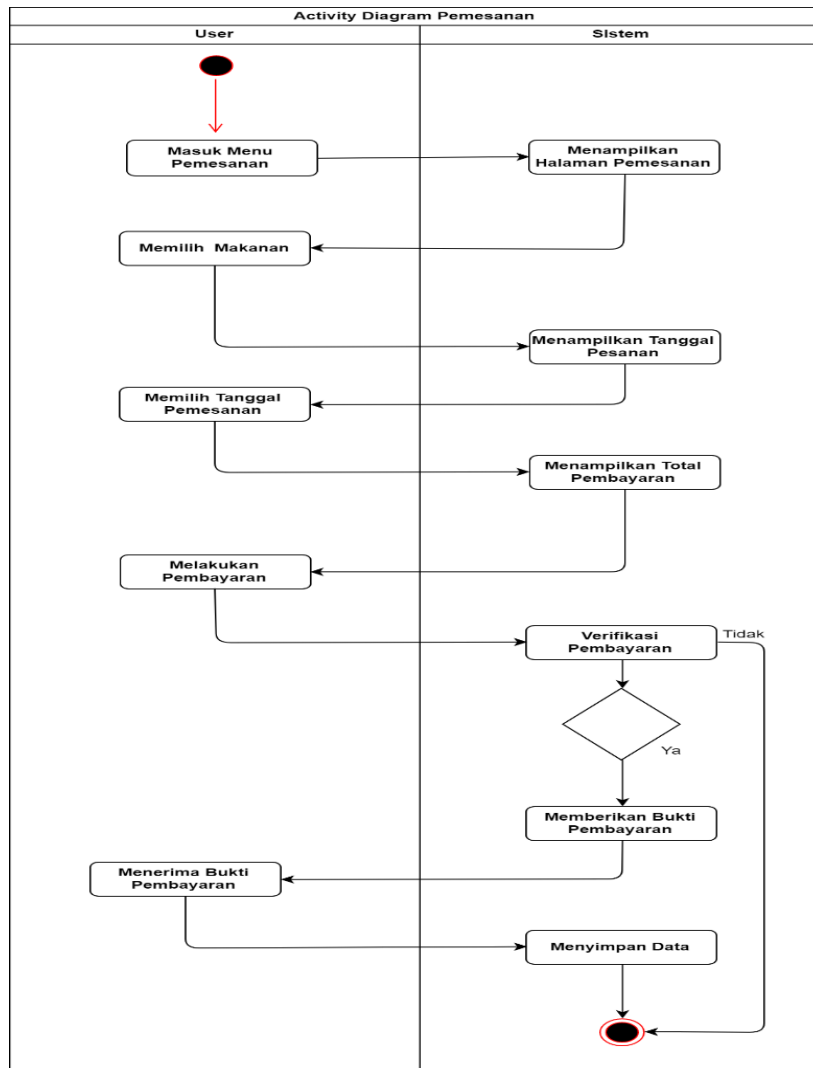 Activity Diagram Pemesanan
User
Sistem
Masuk Menu
Pemesanan
Menampilkan
Halaman Pemesanan
Memilih Makanan
Menampilkan Tanggal
Pesanan
Memilih Tanggal
Pemesanan
Menampilkan Total
Pembayaran
Melakukan
Pembayaran
Verifikasi
Pembayaran
Tidak
Ya
Memberikan Bukti
Pembayaran
Menerima Bukti
Pembayaran
Menyimpan Data